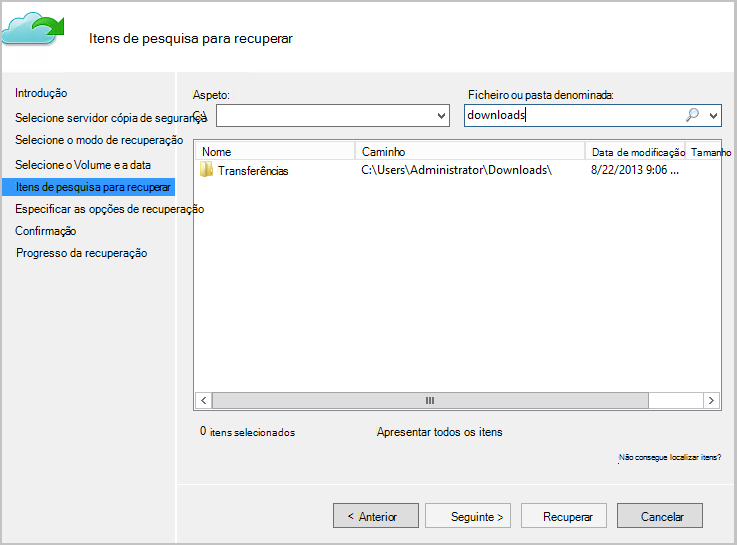 Itens de pesquisa para recuperar
Introdução
Selecione servidor cópia de segurança
Selecione o modo de recuperação
Selecione o Volume e a data
Itens de pesquisa para recuperar
Especificar as opções de recuperação
Confirmação
Progresso da recuperação
Aspeto:
Ficheiro ou pasta denominada:
C:\
downloads
Nome Caminho Data de modificação Tamanho
Transferências C:\Users\Administrator\Downloads\ 8/22/2013 9:06 ...
0 itens selecionados
Apresentar todos os itens
Não consegue localizar itens?
< Anterior
Seguinte >
Recuperar
Cancelar